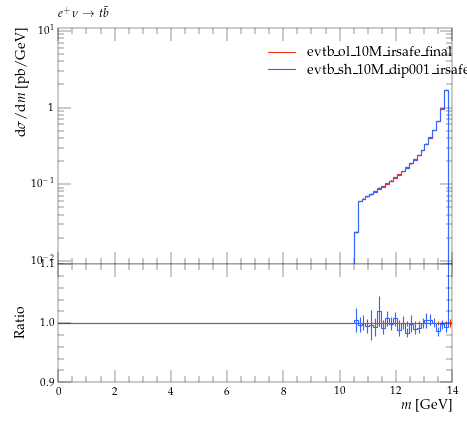 e⁺ν → tb̄
dσ/dm [pb/GeV]
10¹
1
10⁻¹
10⁻²
evtb_ol_10M_irsafe_final
evtb_sh_10M_dip001_irsafe
Ratio
1.1
1.0
0.9
0 2 4 6 8 10 12 14
m [GeV]